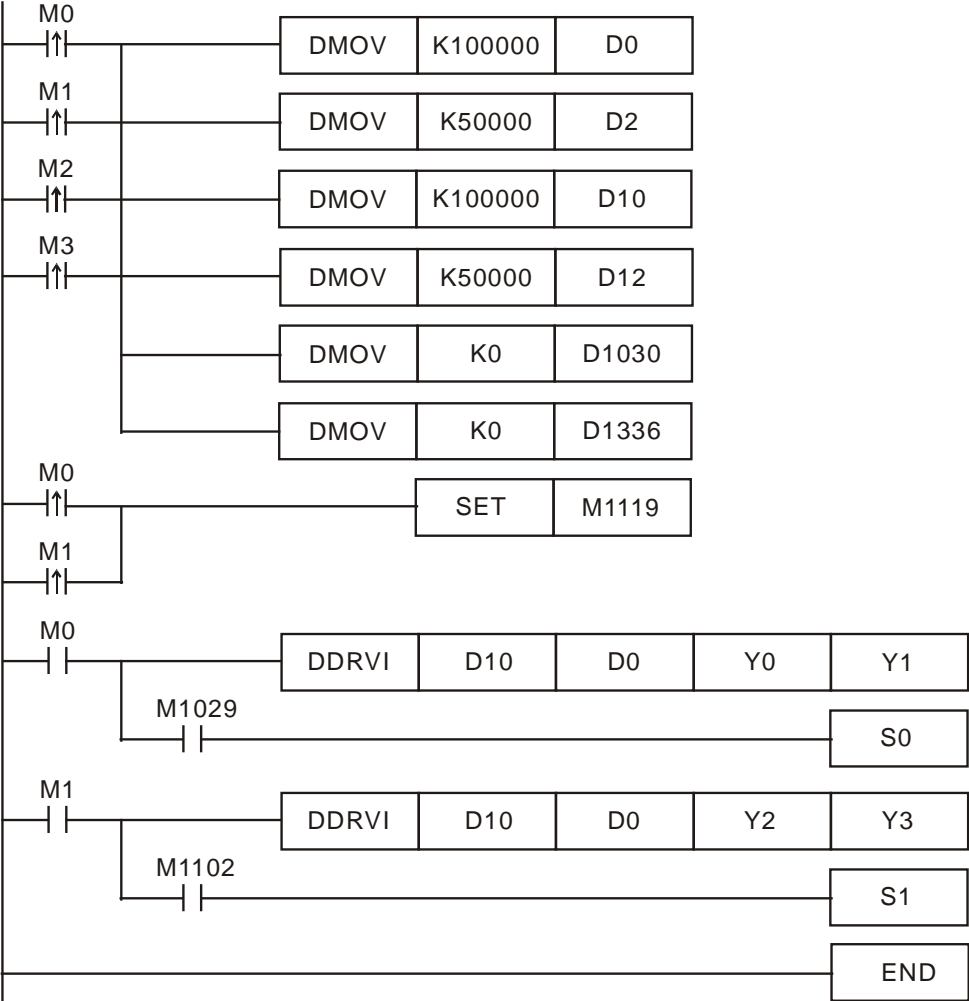 M0
DMOV K100000 D0
M1
DMOV K50000 D2
M2
DMOV K100000 D10
M3
DMOV K50000 D12
DMOV K0 D1030
DMOV K0 D1336
M0
SET M1119
M1
M0
DDRVI D10 D0 Y0 Y1
M1029
S0
M1
DDRVI D10 D0 Y2 Y3
M1102
S1
END